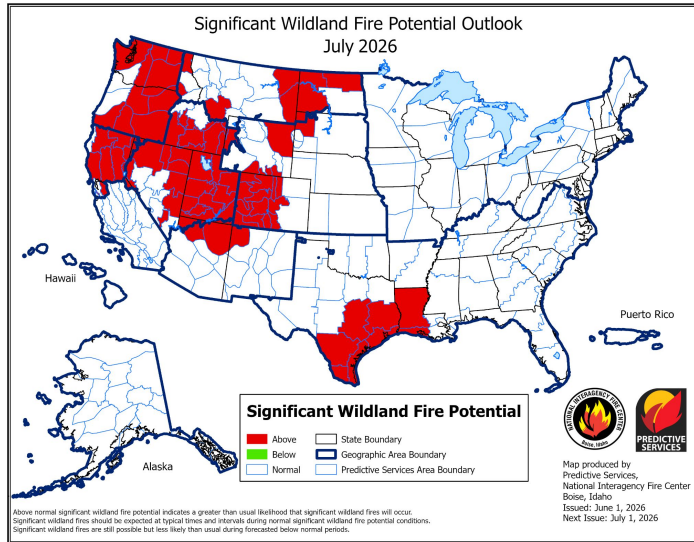 Significant Wildland Fire Potential Outlook
July 2026
Hawaii
Puerto Rico
Alaska
Significant Wildland Fire Potential
Above
State Boundary
Below
Geographic Area Boundary
Normal
Predictive Services Area Boundary
NATIONAL INTERAGENCY FIRE CENTER
Boise, Idaho
PREDICTIVE
SERVICES
Map produced by
Predictive Services,
National Interagency Fire Center
Boise, Idaho
Issued: June 1, 2026
Next Issue: July 1, 2026
Above normal significant wildland fire potential indicates a greater than usual likelihood that significant wildland fires will occur.
Significant wildland fires should be expected at typical times and intervals during normal significant wildland fire potential conditions.
Significant wildland fires are still possible but less likely than usual during forecasted below normal periods.